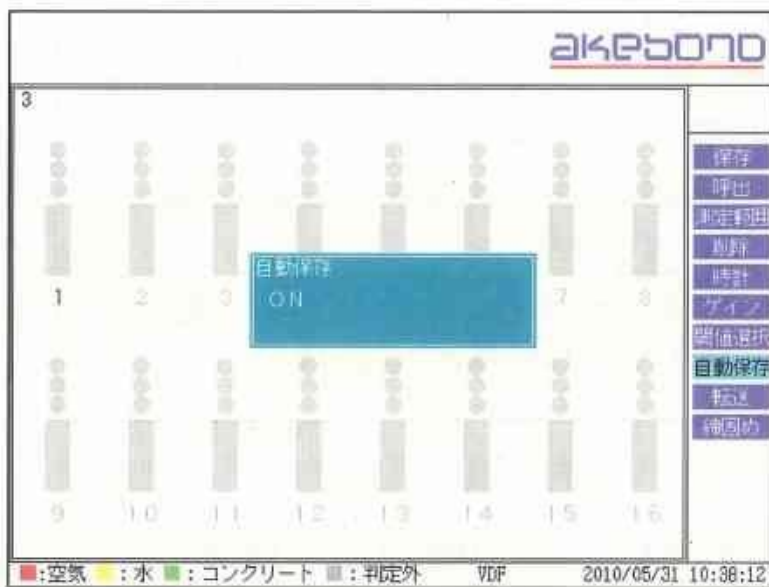 akebono
3
保存
呼出
測定範囲
削除
時計
ゲイン
閾値選択
自動保存
転送
締固め
自動保存
ON
1 2 3 7 8
9 10 11 12 13 14 15 16
:空気 :水 :コンクリート :判定外 VDF 2010/05/31 10:38:12